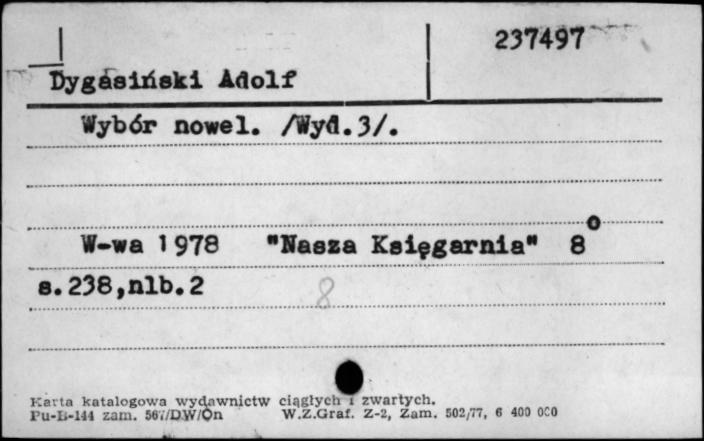 237497
Dygasiński Adolf
Wybór nowel. /Wyd.3/.
W-wa 1978 "Nasza Księgarnia" 8°
s.238,nlb.2
8
Karta katalogowa wydawnictw ciągłych i zwartych.
Pu-B-144 zam. 567/DW/On W.Z.Graf. Z-2, Zam. 502/77, 6 400 000